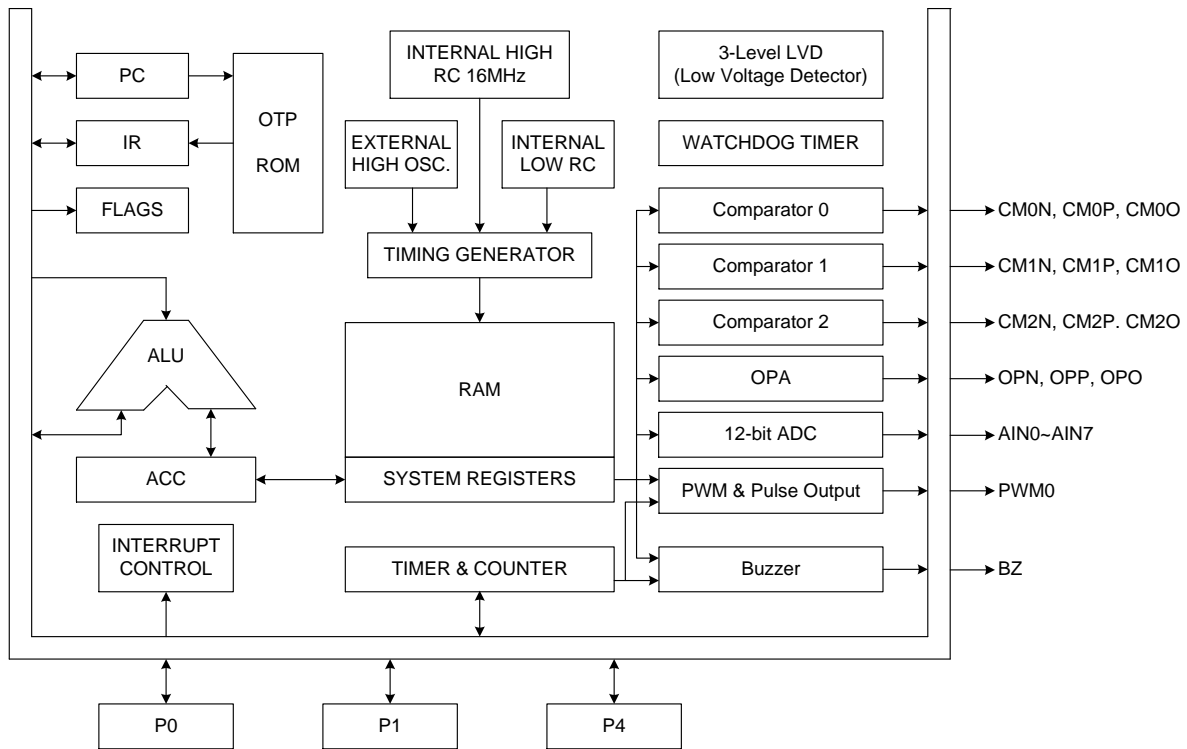 PC
IR
FLAGS
OTP
ROM
INTERNAL HIGH
RC 16MHz
EXTERNAL
HIGH OSC.
INTERNAL
LOW RC
TIMING GENERATOR
3-Level LVD
(Low Voltage Detector)
WATCHDOG TIMER
Comparator 0
CM0N, CM0P, CM0O
Comparator 1
CM1N, CM1P, CM1O
Comparator 2
CM2N, CM2P. CM2O
ALU
RAM
OPA
OPN, OPP, OPO
12-bit ADC
AIN0~AIN7
ACC
SYSTEM REGISTERS
PWM & Pulse Output
PWM0
INTERRUPT
CONTROL
TIMER & COUNTER
Buzzer
BZ
P0
P1
P4